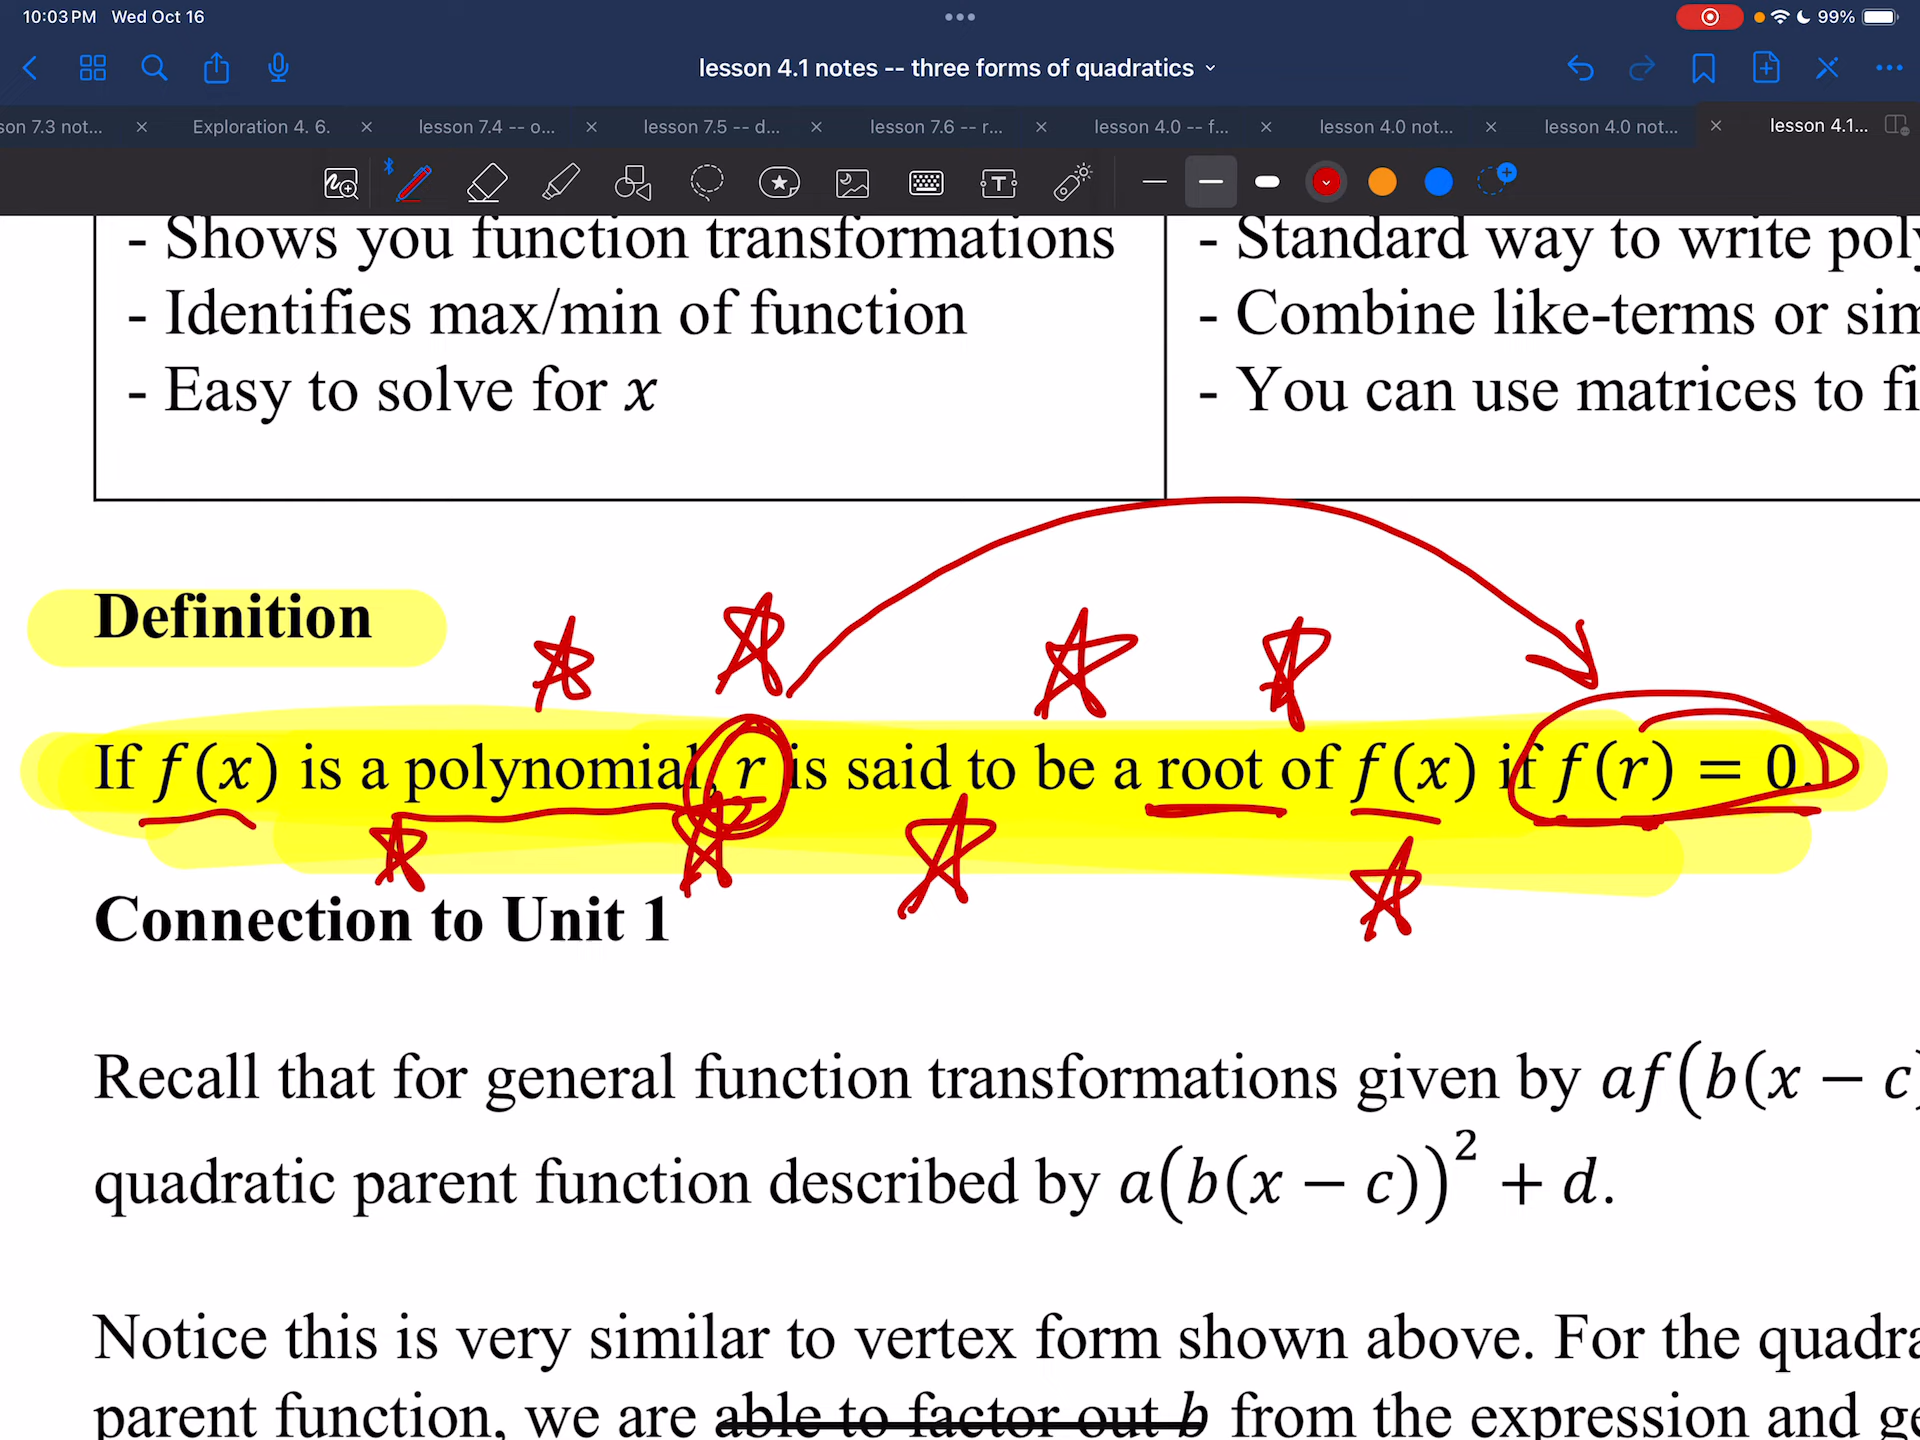 10:03 PM Wed Oct 16
99%
lesson 4.1 notes -- three forms of quadratics
son 7.3 not... Exploration 4. 6. lesson 7.4 -- o... lesson 7.5 -- d... lesson 7.6 -- r... lesson 4.0 -- f... lesson 4.0 not... lesson 4.0 not... lesson 4.1...
- Shows you function transformations
- Identifies max/min of function
- Easy to solve for x
- Standard way to write poly
- Combine like-terms or sim
- You can use matrices to fi
Definition
If f(x) is a polynomial, r is said to be a root of f(x) if f(r) = 0.
Connection to Unit 1
Recall that for general function transformations given by af(b(x − c)
quadratic parent function described by a(b(x − c))² + d.
Notice this is very similar to vertex form shown above. For the quadra
parent function, we are able to factor out b from the expression and ge